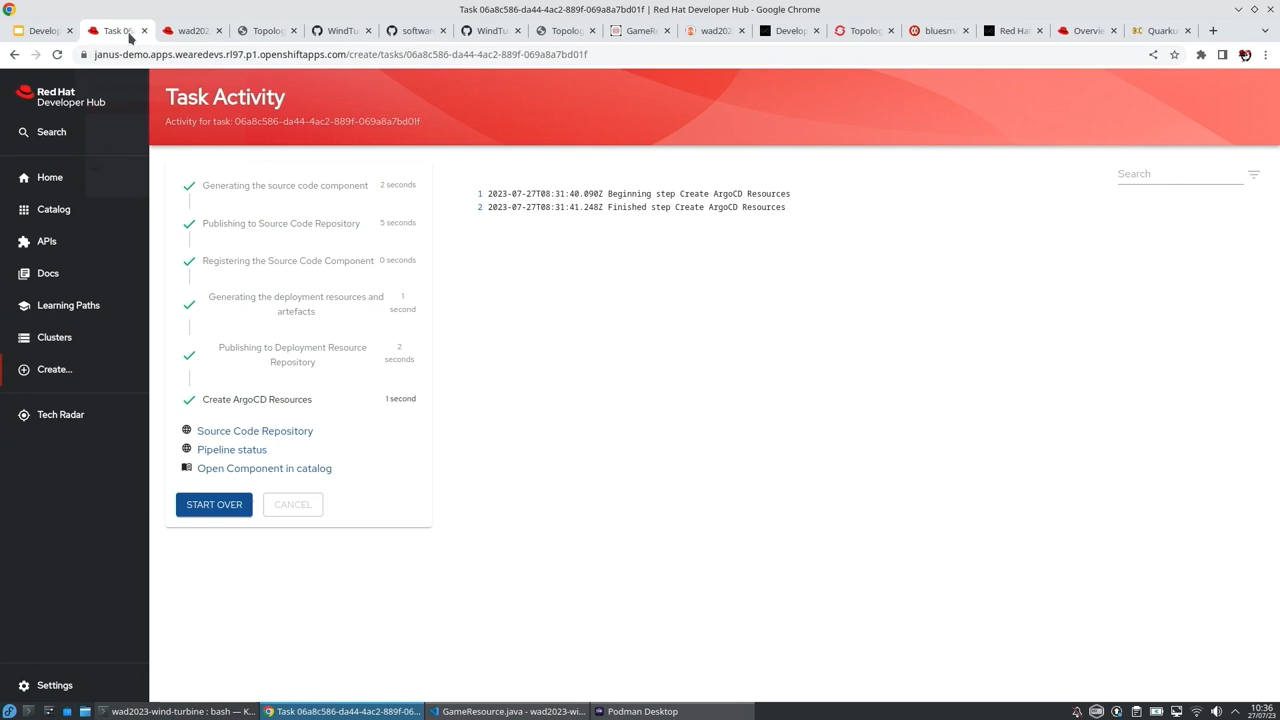 Task 06a8c586-da44-4ac2-889f-069a8a7bd01f | Red Hat Developer Hub - Google Chrome
Develop
Task 06
wad202
Topolog
WindTu
softwar
WindTu
Topolog
GameRe
wad202
Develop
Topolog
bluesm
Red Hat
Overvie
Quarku
janus-demo.apps.wearedevs.rl97.p1.openshiftapps.com/create/tasks/06a8c586-da44-4ac2-889f-069a8a7bd01f
Red Hat
Developer Hub
Search
Home
Catalog
APIs
Docs
Learning Paths
Clusters
Create...
Tech Radar
Settings
Task Activity
Activity for task: 06a8c586-da44-4ac2-889f-069a8a7bd01f
Generating the source code component 2 seconds
Publishing to Source Code Repository 5 seconds
Registering the Source Code Component 0 seconds
Generating the deployment resources and artefacts 1 second
Publishing to Deployment Resource Repository 2 seconds
Create ArgoCD Resources 1 second
Source Code Repository
Pipeline status
Open Component in catalog
START OVER CANCEL
1 2023-07-27T08:31:40.090Z Beginning step Create ArgoCD Resources
2 2023-07-27T08:31:41.248Z Finished step Create ArgoCD Resources
Search
wad2023-wind-turbine : bash — K...
Task 06a8c586-da44-4ac2-889f-06...
GameResource.java - wad2023-wi...
Podman Desktop
10:36
27/07/23